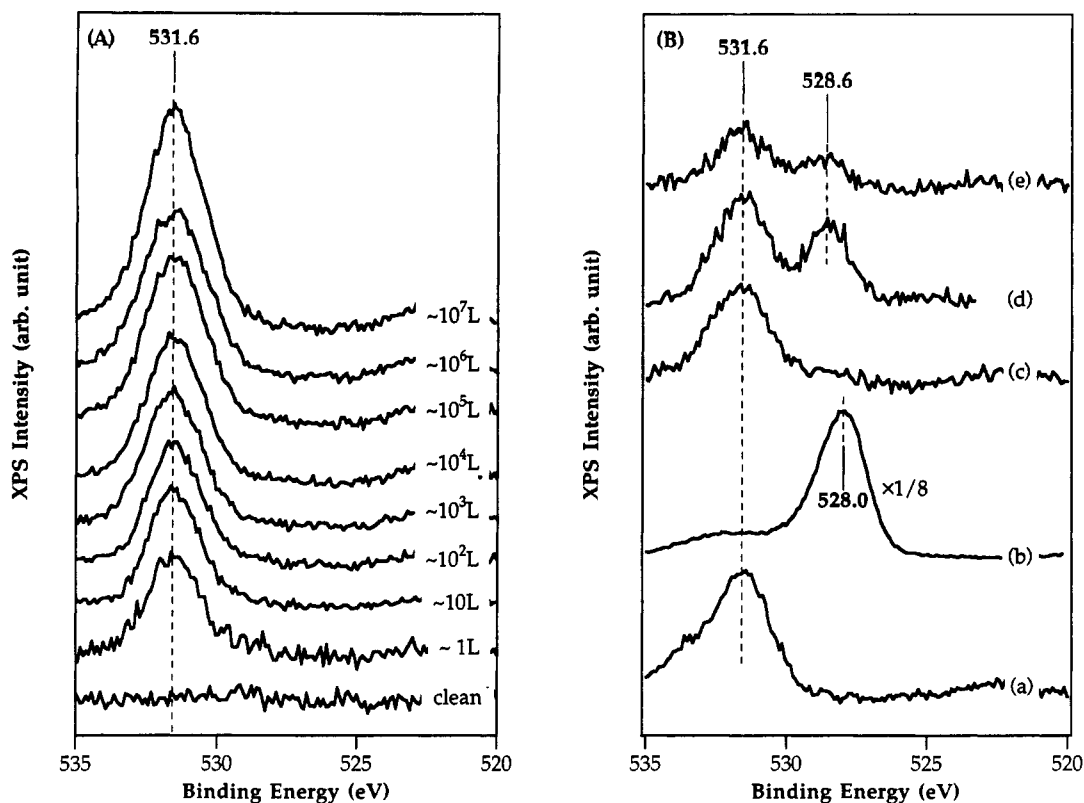 (A)
531.6
XPS Intensity (arb. unit)
~10⁷L
~10⁶L
~10⁵L
~10⁴L
~10³L
~10²L
~10L
~ 1L
clean
535
530
525
520
Binding Energy (eV)
(B)
531.6
528.6
XPS Intensity (arb. unit)
(e)
(d)
(c)
528.0
×1/8
(b)
(a)
535
530
525
520
Binding Energy (eV)